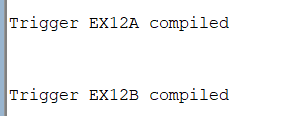 Trigger EX12A compiled
Trigger EX12B compiled